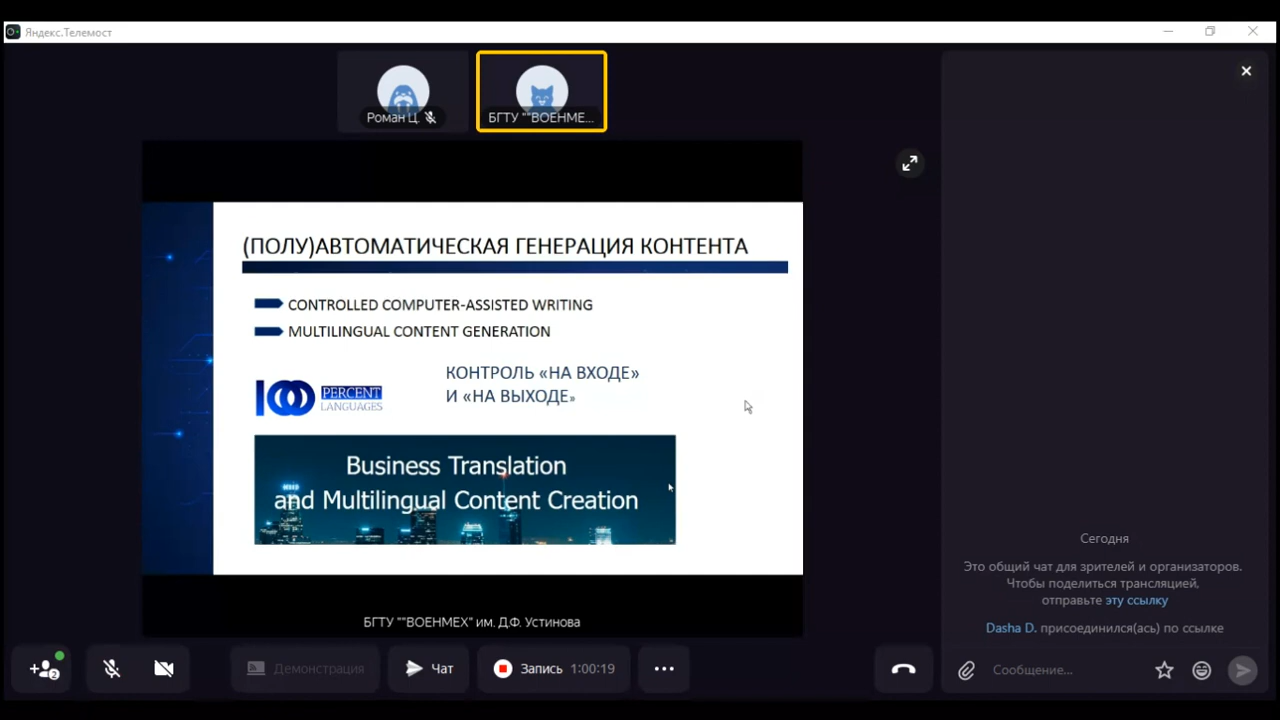 Яндекс.Телемост
Роман Ц.
БГТУ ""ВОЕНМЕ...
(ПОЛУ)АВТОМАТИЧЕСКАЯ ГЕНЕРАЦИЯ КОНТЕНТА
CONTROLLED COMPUTER-ASSISTED WRITING
MULTILINGUAL CONTENT GENERATION
100 PERCENT
LANGUAGES
КОНТРОЛЬ «НА ВХОДЕ»
И «НА ВЫХОДЕ»
Business Translation
and Multilingual Content Creation
БГТУ ""ВОЕНМЕХ" им. Д.Ф. Устинова
Сегодня
Это общий чат для зрителей и организаторов.
Чтобы поделиться трансляцией,
отправьте эту ссылку
Dasha D. присоединился(ась) по ссылке
2
Демонстрация
Чат
Запись 1:00:19
Сообщение...